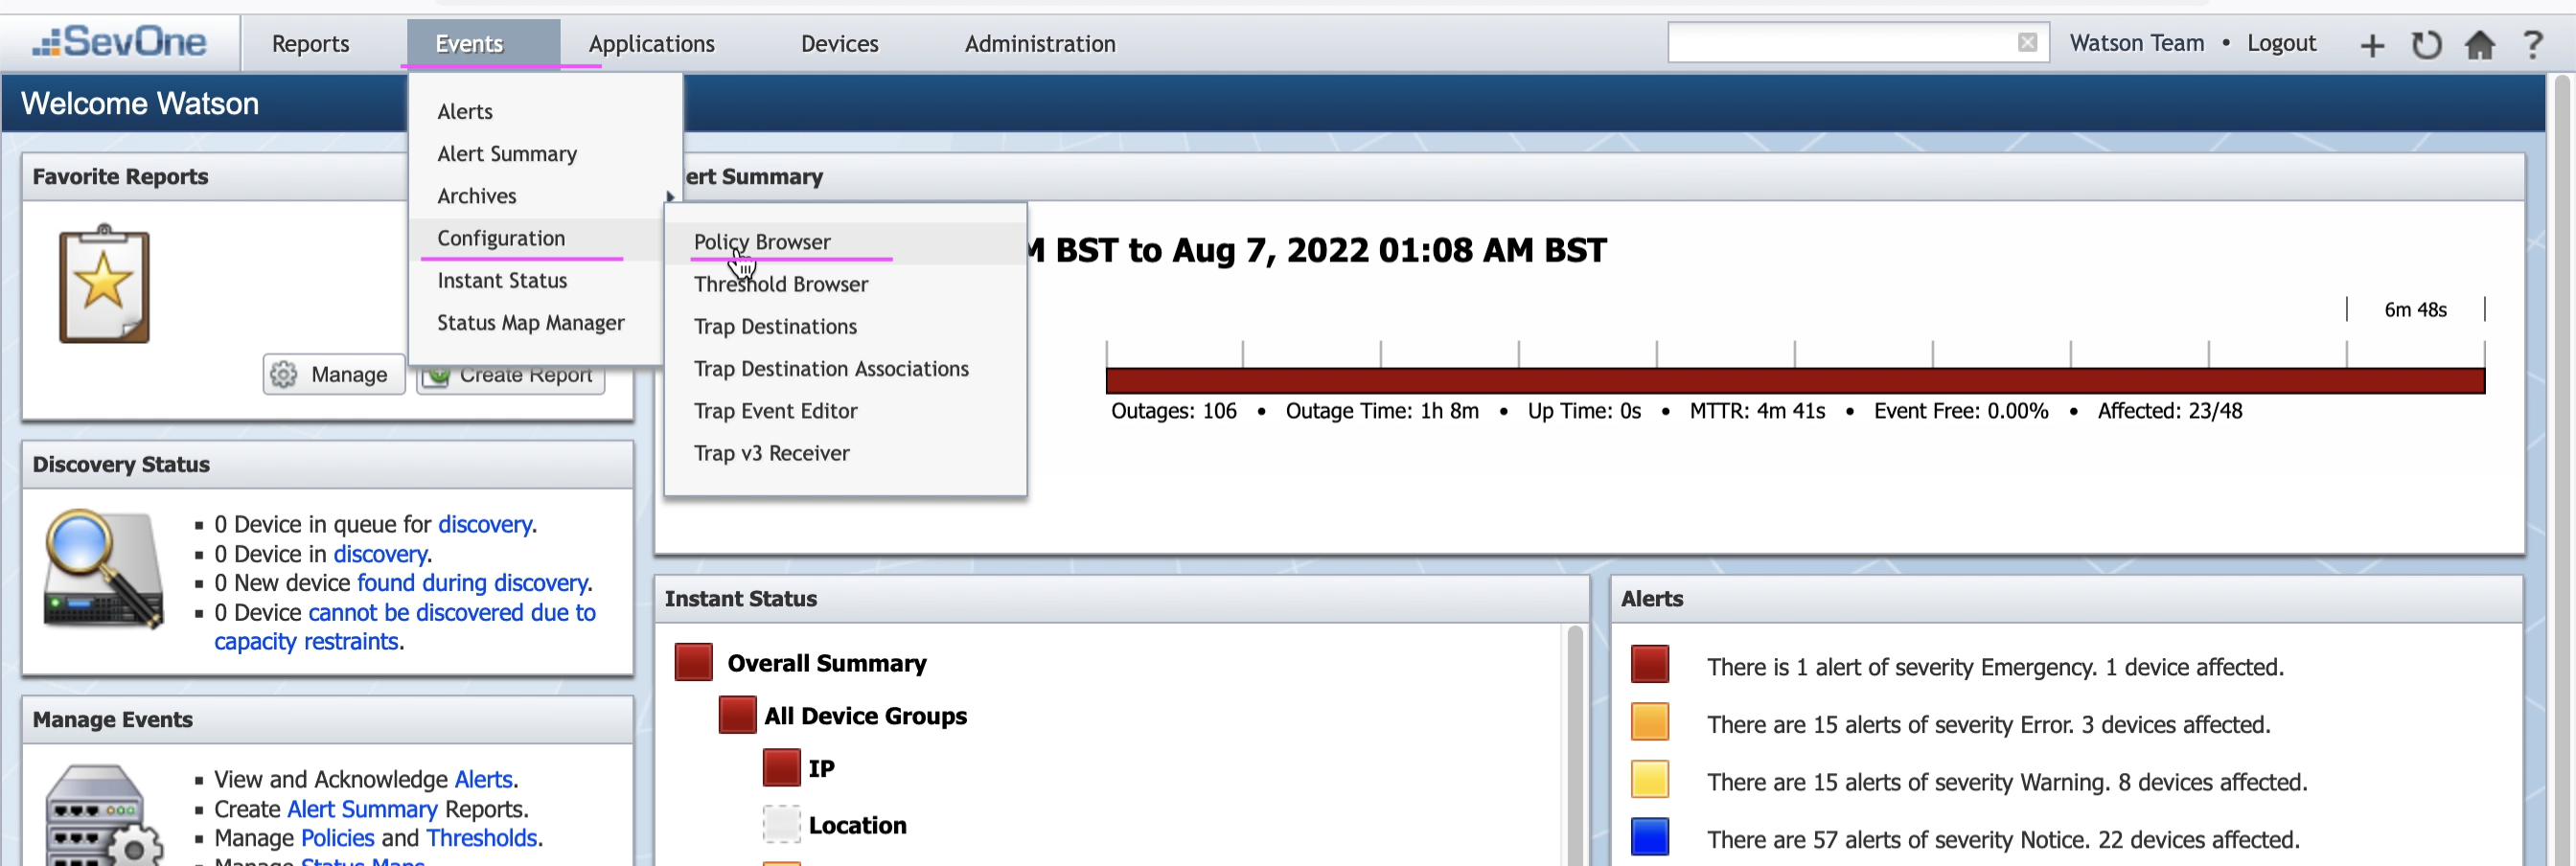 SevOne
Reports
Events
Applications
Devices
Administration
Watson Team • Logout
Welcome Watson
Alerts
Alert Summary
Archives
Configuration
Instant Status
Status Map Manager
Policy Browser
Threshold Browser
Trap Destinations
Trap Destination Associations
Trap Event Editor
Trap v3 Receiver
Favorite Reports
Manage
Create Report
ert Summary
M BST to Aug 7, 2022 01:08 AM BST
6m 48s
Outages: 106 • Outage Time: 1h 8m • Up Time: 0s • MTTR: 4m 41s • Event Free: 0.00% • Affected: 23/48
Discovery Status
0 Device in queue for discovery.
0 Device in discovery.
0 New device found during discovery.
0 Device cannot be discovered due to
capacity restraints.
Manage Events
View and Acknowledge Alerts.
Create Alert Summary Reports.
Manage Policies and Thresholds.
Manage Status Maps
Instant Status
Overall Summary
All Device Groups
IP
Location
Alerts
There is 1 alert of severity Emergency. 1 device affected.
There are 15 alerts of severity Error. 3 devices affected.
There are 15 alerts of severity Warning. 8 devices affected.
There are 57 alerts of severity Notice. 22 devices affected.